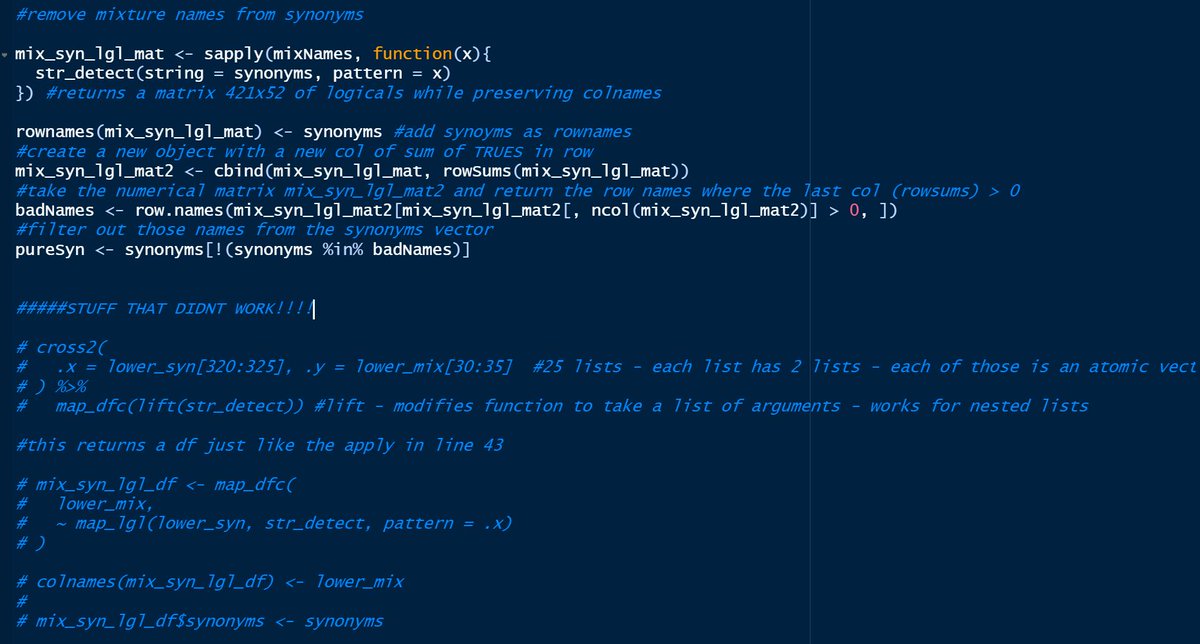 #remove mixture names from synonyms
mix_syn_lgl_mat <- sapply(mixNames, function(x){
  str_detect(string = synonyms, pattern = x)
}) #returns a matrix 421x52 of logicals while preserving colnames
rownames(mix_syn_lgl_mat) <- synonyms #add synoyms as rownames
#create a new object with a new col of sum of TRUES in row
mix_syn_lgl_mat2 <- cbind(mix_syn_lgl_mat, rowSums(mix_syn_lgl_mat))
#take the numerical matrix mix_syn_lgl_mat2 and return the row names where the last col (rowsums) > 0
badNames <- row.names(mix_syn_lgl_mat2[mix_syn_lgl_mat2[, ncol(mix_syn_lgl_mat2)] > 0, ])
#filter out those names from the synonyms vector
pureSyn <- synonyms[!(synonyms %in% badNames)]
#####STUFF THAT DIDNT WORK!!!!
# cross2(
#   .x = lower_syn[320:325], .y = lower_mix[30:35]  #25 lists - each list has 2 lists - each of those is an atomic vect
# ) %>%
#   map_dfc(lift(str_detect)) #lift - modifies function to take a list of arguments - works for nested lists
#this returns a df just like the apply in line 43
# mix_syn_lgl_df <- map_dfc(
#   lower_mix,
#   ~ map_lgl(lower_syn, str_detect, pattern = .x)
# )
# colnames(mix_syn_lgl_df) <- lower_mix
#
# mix_syn_lgl_df$synonyms <- synonyms